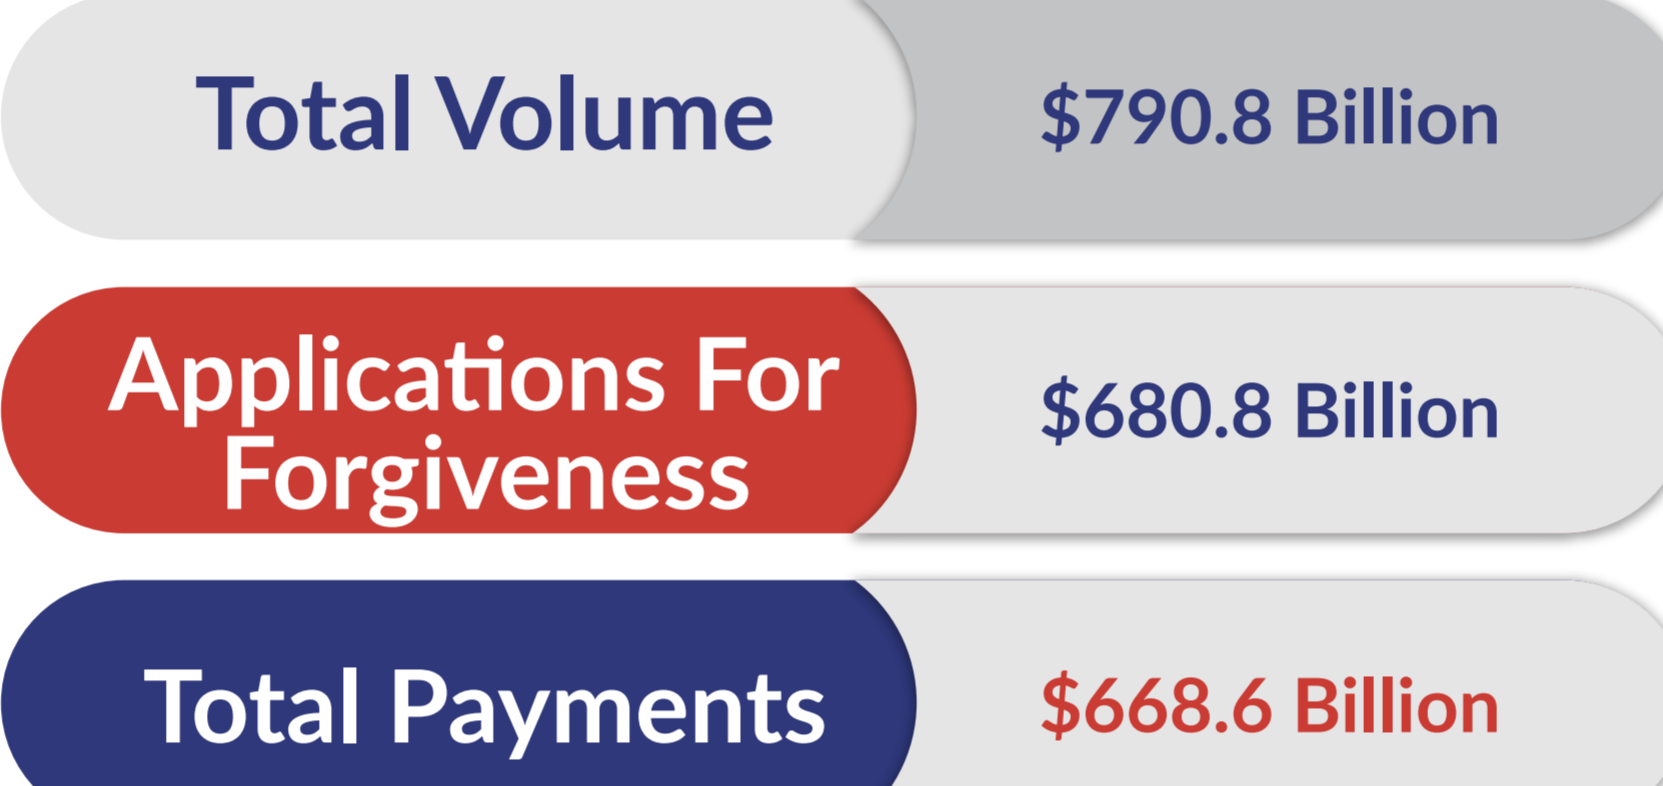 Total Volume
$790.8 Billion
Applications For
Forgiveness
$680.8 Billion
Total Payments
$668.6 Billion